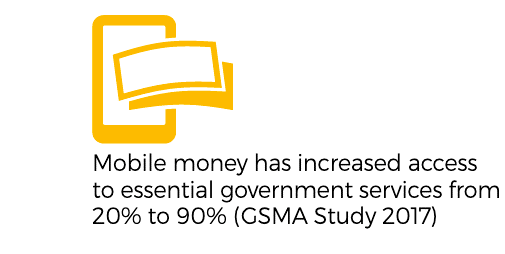 Mobile money has increased access
to essential government services from
20% to 90% (GSMA Study 2017)